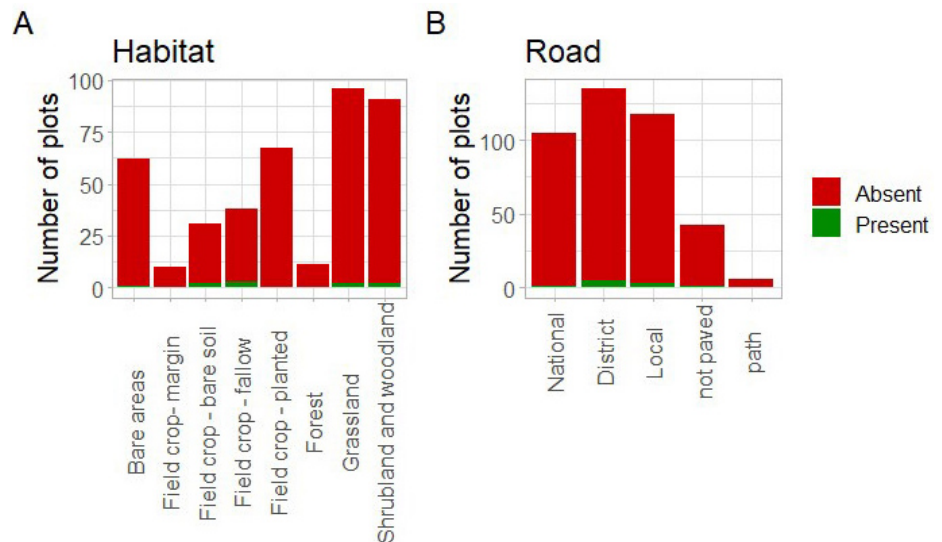 A
Habitat
Number of plots
100
75
50
25
0
Bare areas
Field crop- margin
Field crop - bare soil
Field crop - fallow
Field crop - planted
Forest
Grassland
Shrubland and woodland
B
Road
Number of plots
100
50
0
National
District
Local
not paved
path
Absent
Present